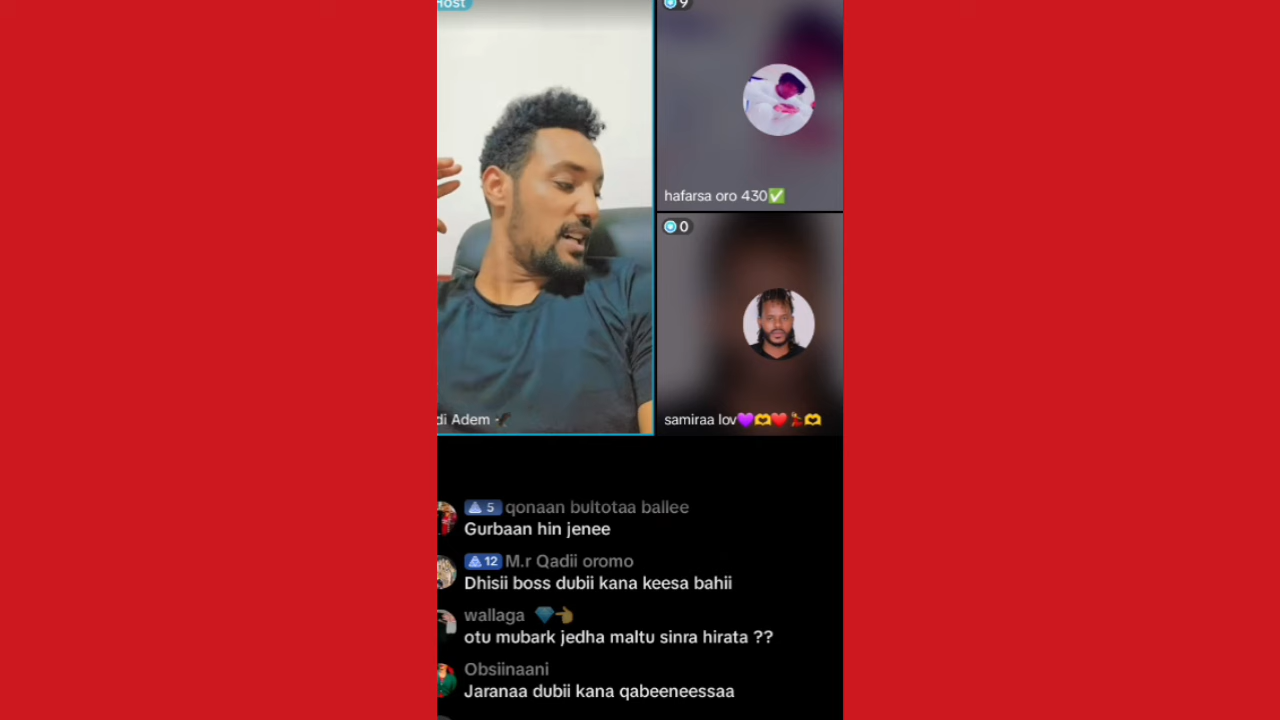 Host
9
hafarsa oro 430✅
0
di Adem
samiraa lov💜🫶❤️💃🫶
5 qonaan bultotaa ballee
Gurbaan hin jenee
12 M.r Qadii oromo
Dhisii boss dubii kana keesa bahii
wallaga 💎👈
otu mubark jedha maltu sinra hirata ??
Obsiinaani
Jaranaa dubii kana qabeeneessaa